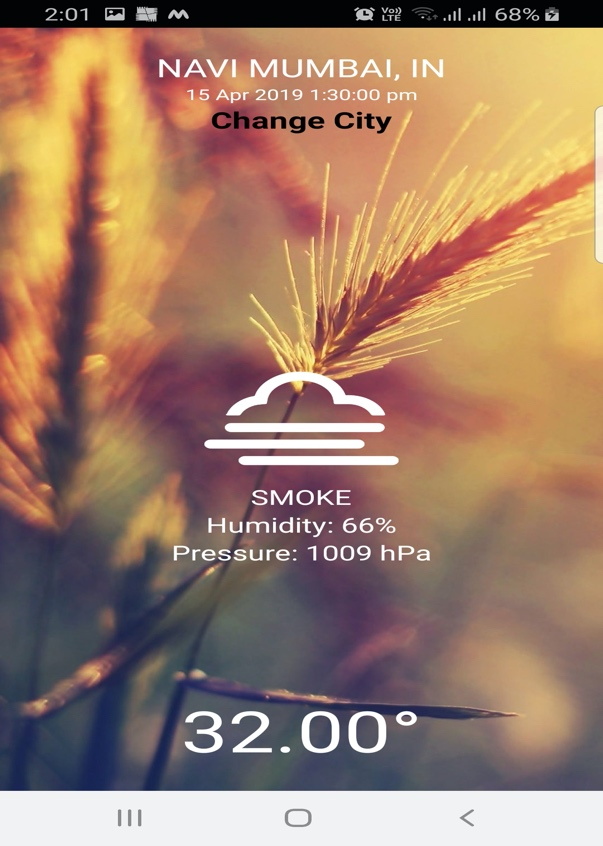 2:01 Vo)) LTE 68%
NAVI MUMBAI, IN
15 Apr 2019 1:30:00 pm
Change City
SMOKE
Humidity: 66%
Pressure: 1009 hPa
32.00°